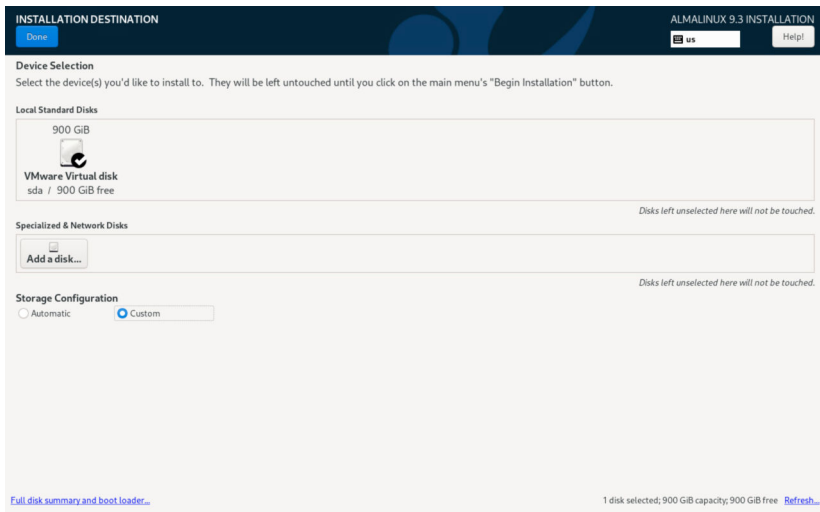 INSTALLATION DESTINATION
ALMALINUX 9.3 INSTALLATION
Done
us
Help!
Device Selection
Select the device(s) you'd like to install to. They will be left untouched until you click on the main menu's "Begin Installation" button.
Local Standard Disks
900 GiB
VMware Virtual disk
sda / 900 GiB free
Disks left unselected here will not be touched.
Specialized & Network Disks
Add a disk...
Disks left unselected here will not be touched.
Storage Configuration
Automatic
Custom
Full disk summary and boot loader...
1 disk selected; 900 GiB capacity; 900 GiB free Refresh...